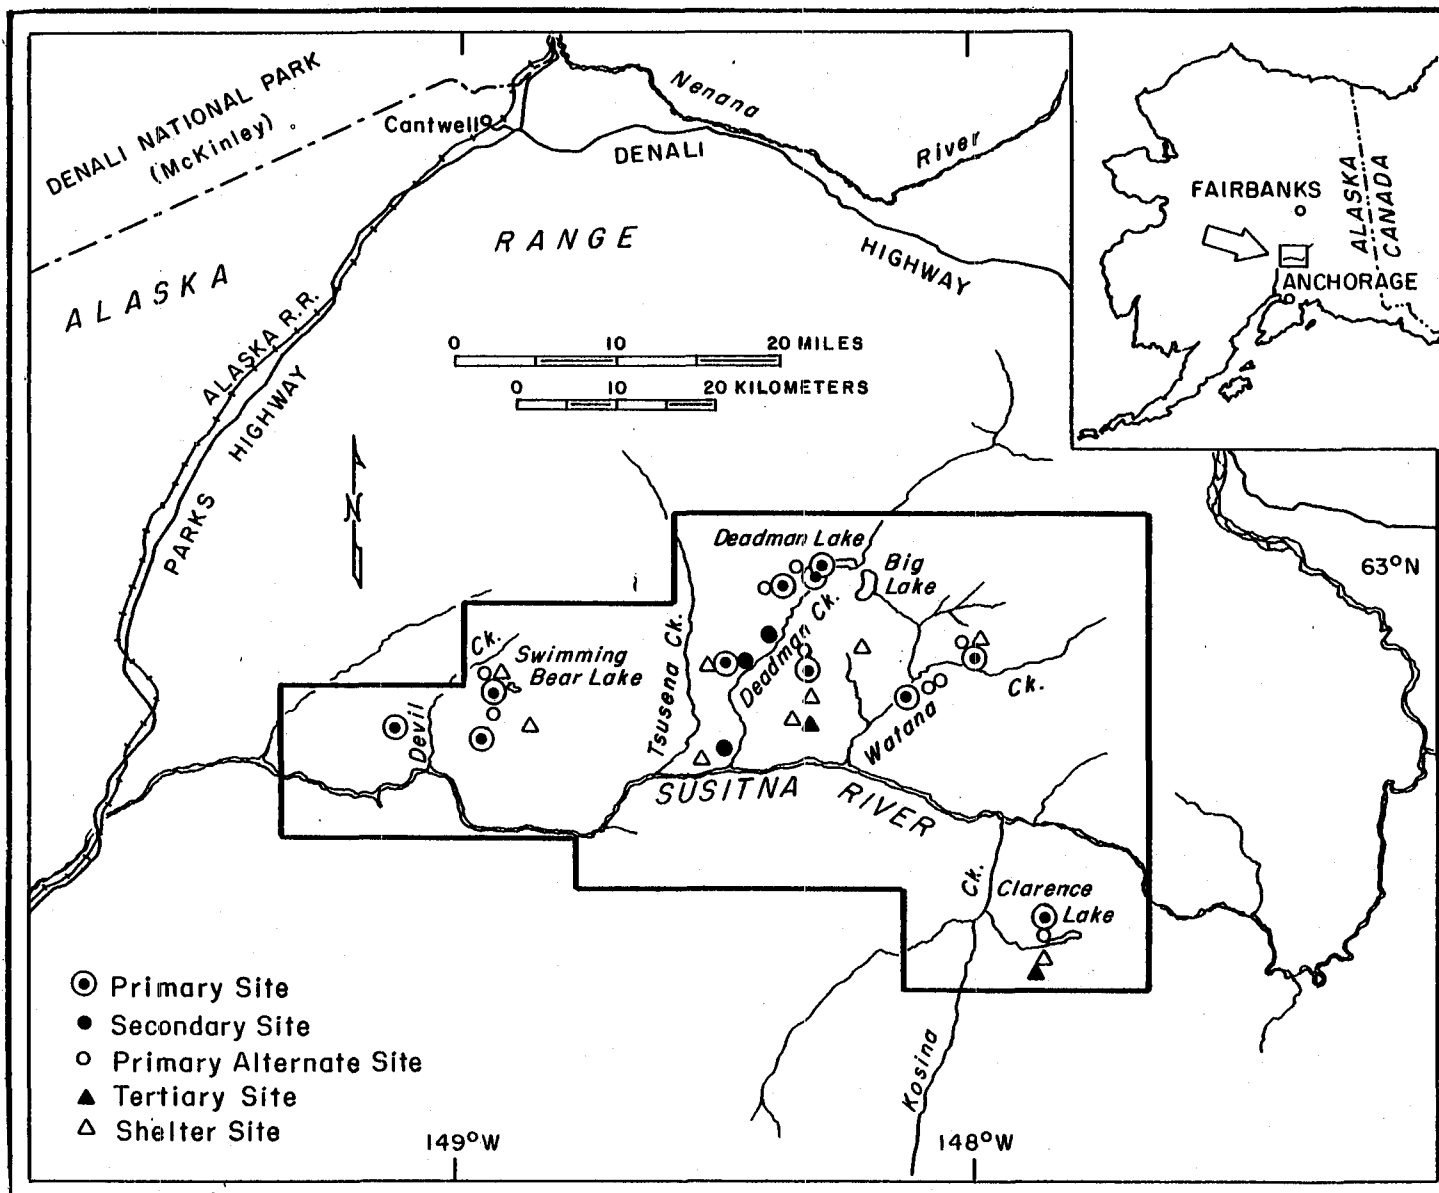 DENALI NATIONAL PARK
(McKinley)
Cantwell
Nenana
River
DENALI
HIGHWAY
ALASKA
RANGE
ALASKA R.R.
PARKS
HIGHWAY
0 10 20 MILES
0 10 20 KILOMETERS
N
FAIRBANKS
ANCHORAGE
ALASKA
CANADA
63°N
Deadman Lake
Big
Lake
Deadman Ck.
Ck.
Swimming
Bear Lake
Devil
Tsusena Ck.
Watana
Ck.
SUSITNA
RIVER
Ck.
Clarence
Lake
Kosina
Primary Site
Secondary Site
Primary Alternate Site
Tertiary Site
Shelter Site
149°W
148°W